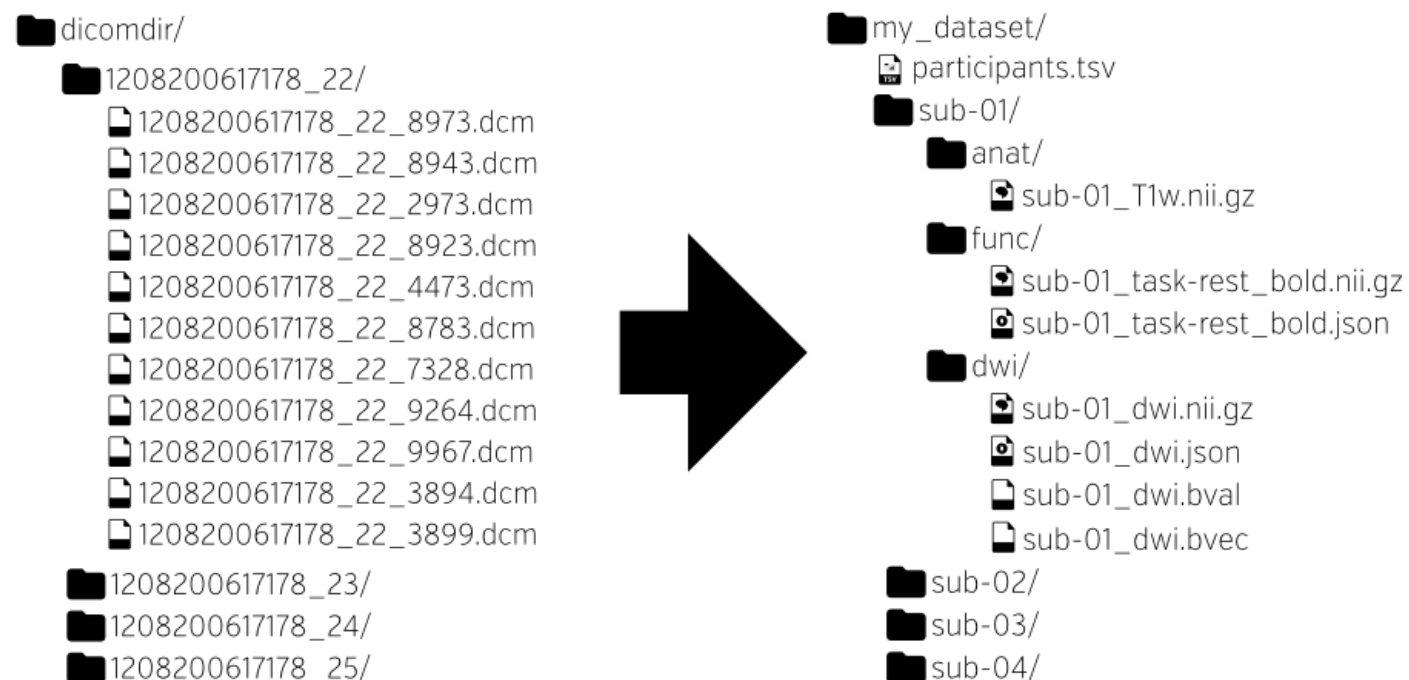 dicomdir/
1208200617178_22/
1208200617178_22_8973.dcm
1208200617178_22_8943.dcm
1208200617178_22_2973.dcm
1208200617178_22_8923.dcm
1208200617178_22_4473.dcm
1208200617178_22_8783.dcm
1208200617178_22_7328.dcm
1208200617178_22_9264.dcm
1208200617178_22_9967.dcm
1208200617178_22_3894.dcm
1208200617178_22_3899.dcm
1208200617178_23/
1208200617178_24/
1208200617178_25/
my_dataset/
TSV participants.tsv
sub-01/
anat/
sub-01_T1w.nii.gz
func/
sub-01_task-rest_bold.nii.gz
sub-01_task-rest_bold.json
dwi/
sub-01_dwi.nii.gz
sub-01_dwi.json
sub-01_dwi.bval
sub-01_dwi.bvec
sub-02/
sub-03/
sub-04/